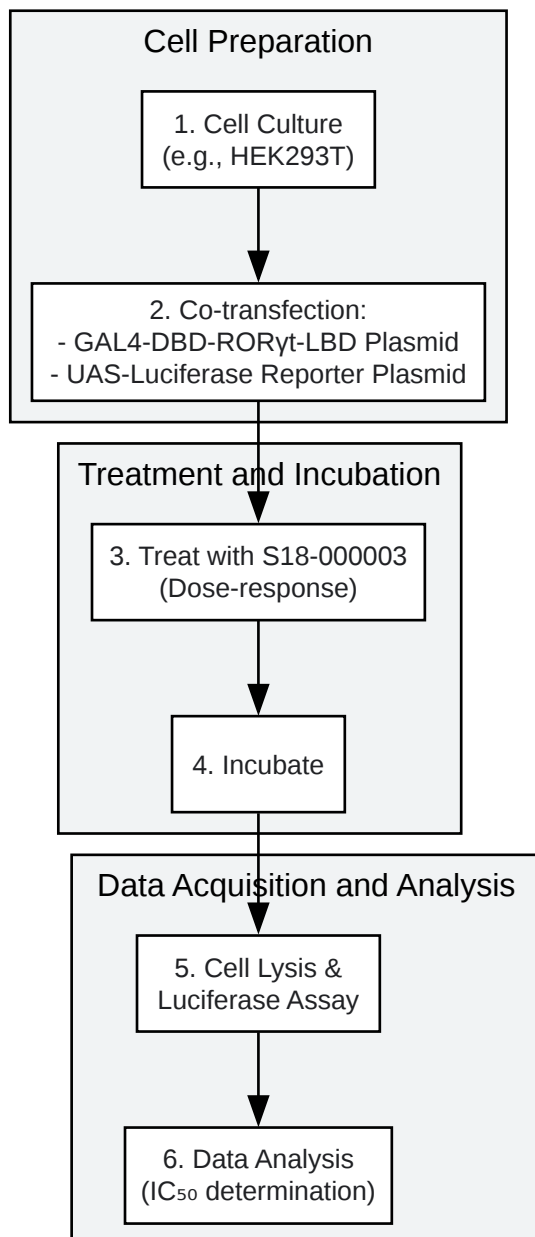 Cell Preparation
1. Cell Culture
(e.g., HEK293T)
2. Co-transfection:
- GAL4-DBD-RORγt-LBD Plasmid
- UAS-Luciferase Reporter Plasmid
Treatment and Incubation
3. Treat with S18-000003
(Dose-response)
4. Incubate
Data Acquisition and Analysis
5. Cell Lysis &
Luciferase Assay
6. Data Analysis
(IC₅₀ determination)